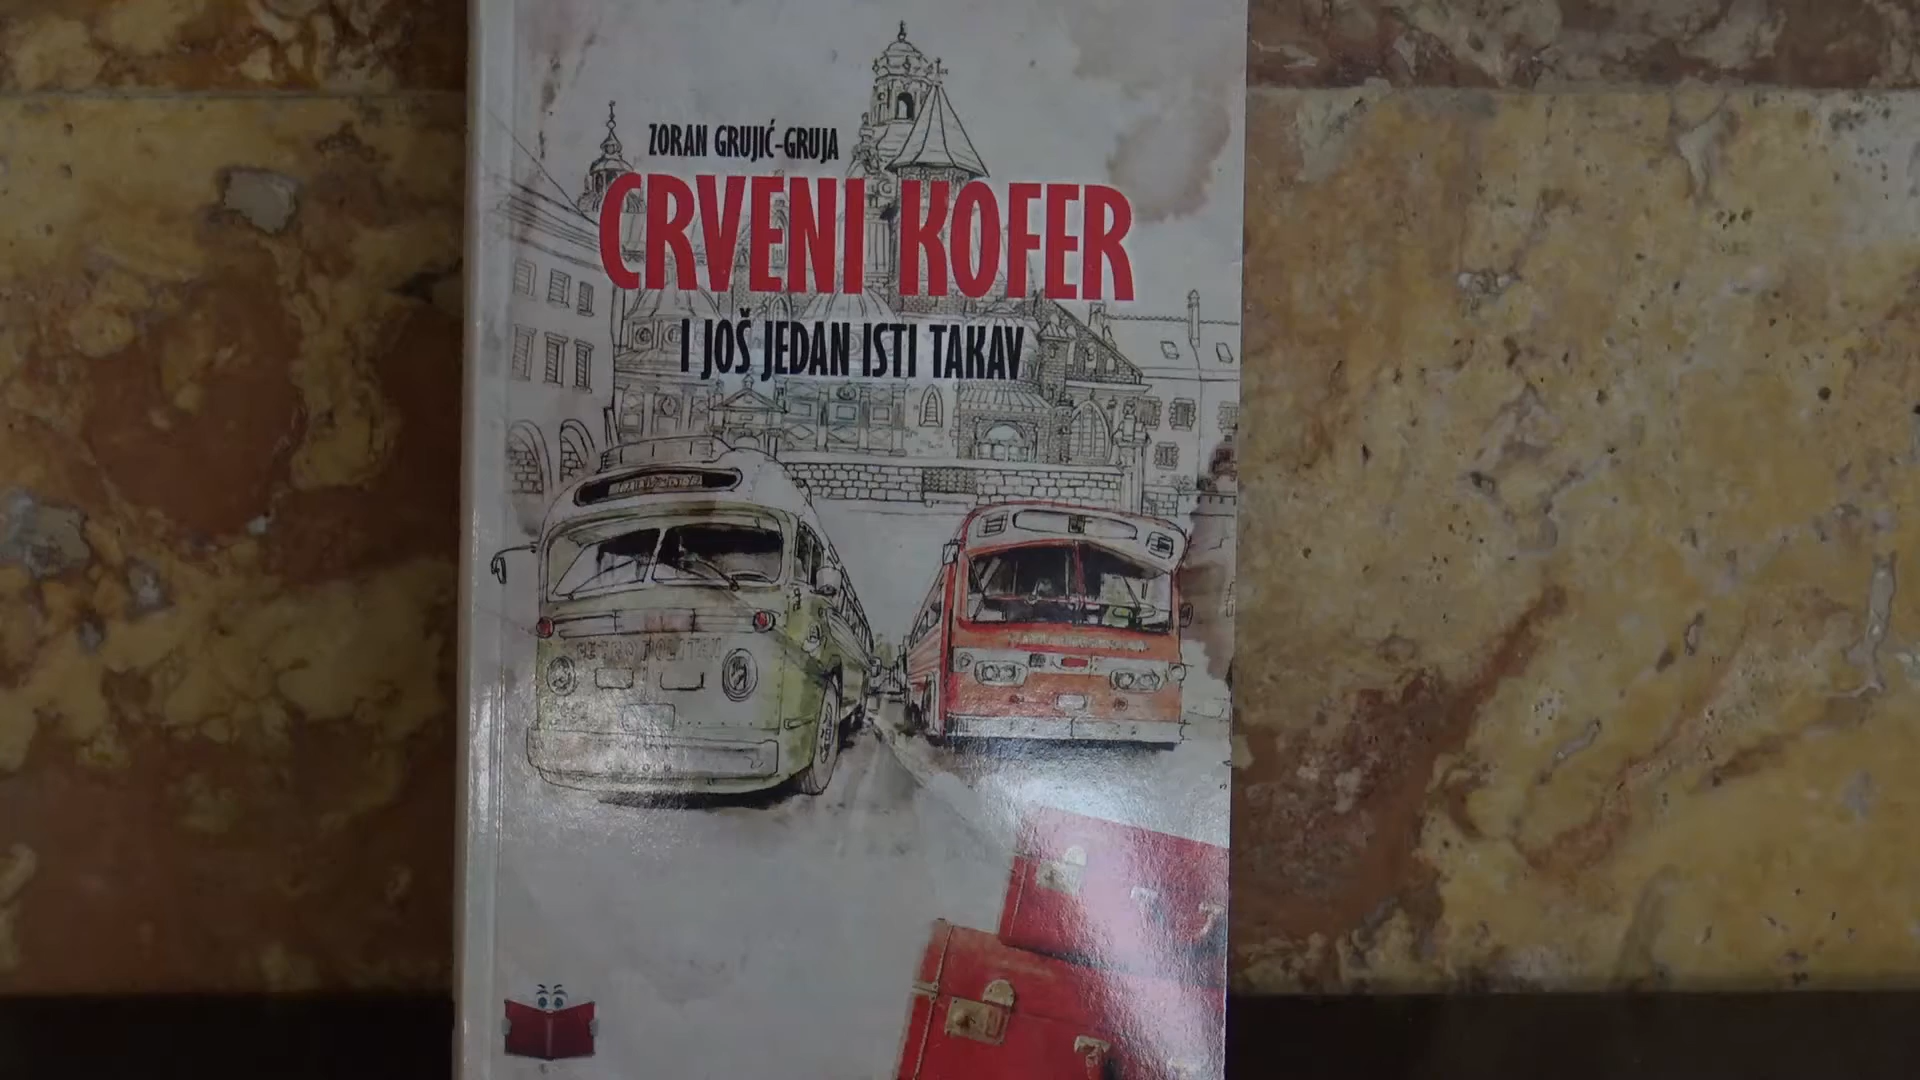 ZORAN GRUJIĆ-GRUJA
CRVENI KOFER
I JOŠ JEDAN ISTI TAKAV